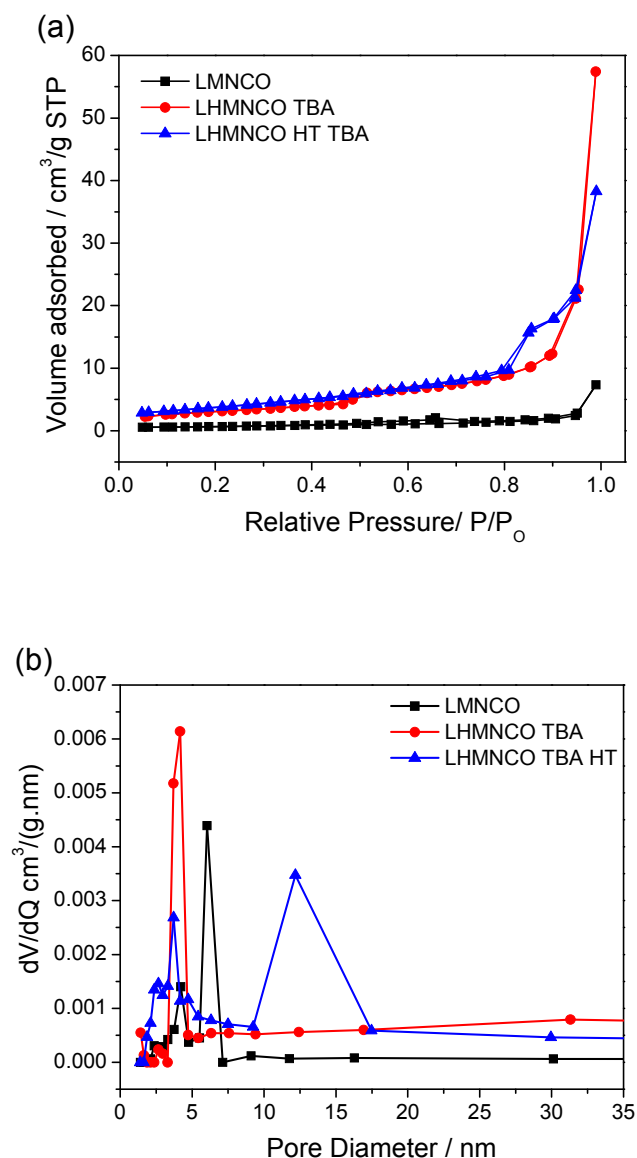 (a)
60
50
40
30
20
10
0
Volume adsorbed / cm³/g STP
LMNCO
LHMNCO TBA
LHMNCO HT TBA
0.0 0.2 0.4 0.6 0.8 1.0
Relative Pressure/ P/P_O
(b)
0.007
0.006
0.005
0.004
0.003
0.002
0.001
0.000
dV/dQ cm³/(g.nm)
LMNCO
LHMNCO TBA
LHMNCO TBA HT
0 5 10 15 20 25 30 35
Pore Diameter / nm